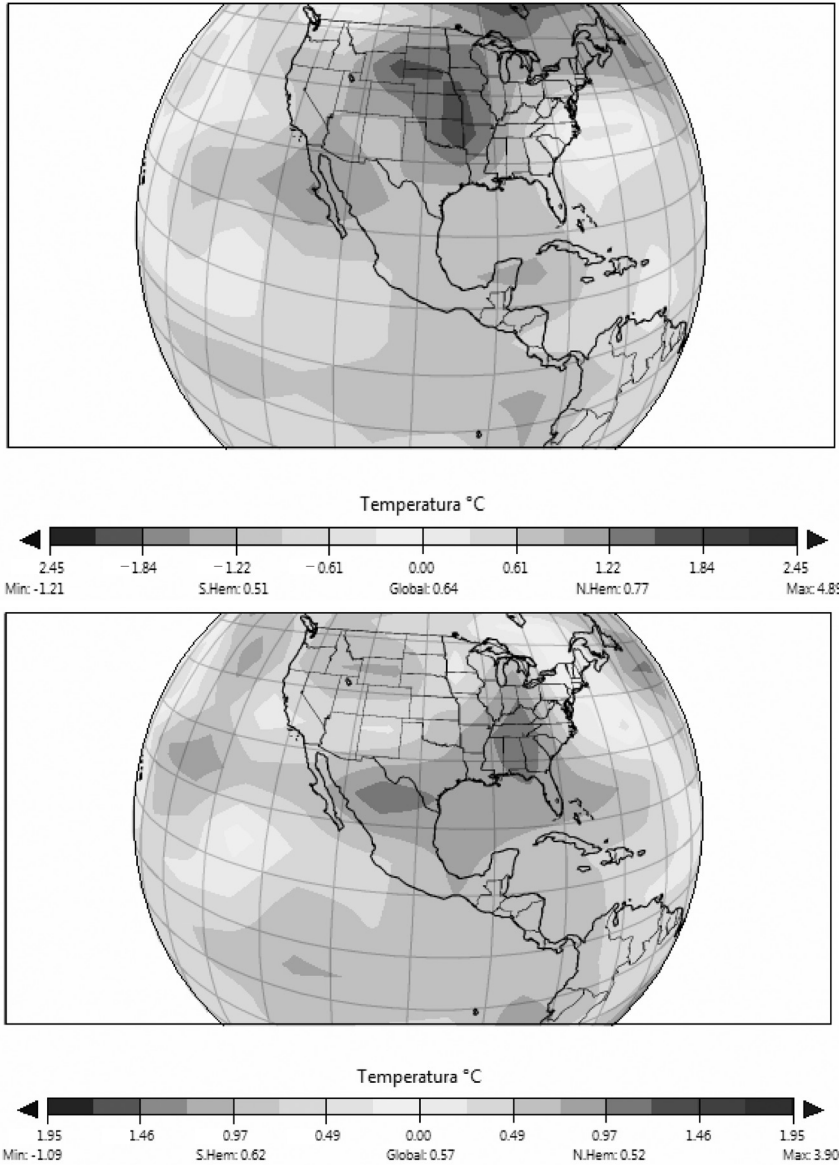 Temperatura °C
2.45 −1.84 −1.22 −0.61 0.00 0.61 1.22 1.84 2.45
Min: -1.21 S.Hem: 0.51 Global: 0.64 N.Hem: 0.77 Max: 4.89
Temperatura °C
1.95 1.46 0.97 0.49 0.00 0.49 0.97 1.46 1.95
Min: -1.09 S.Hem: 0.62 Global: 0.57 N.Hem: 0.52